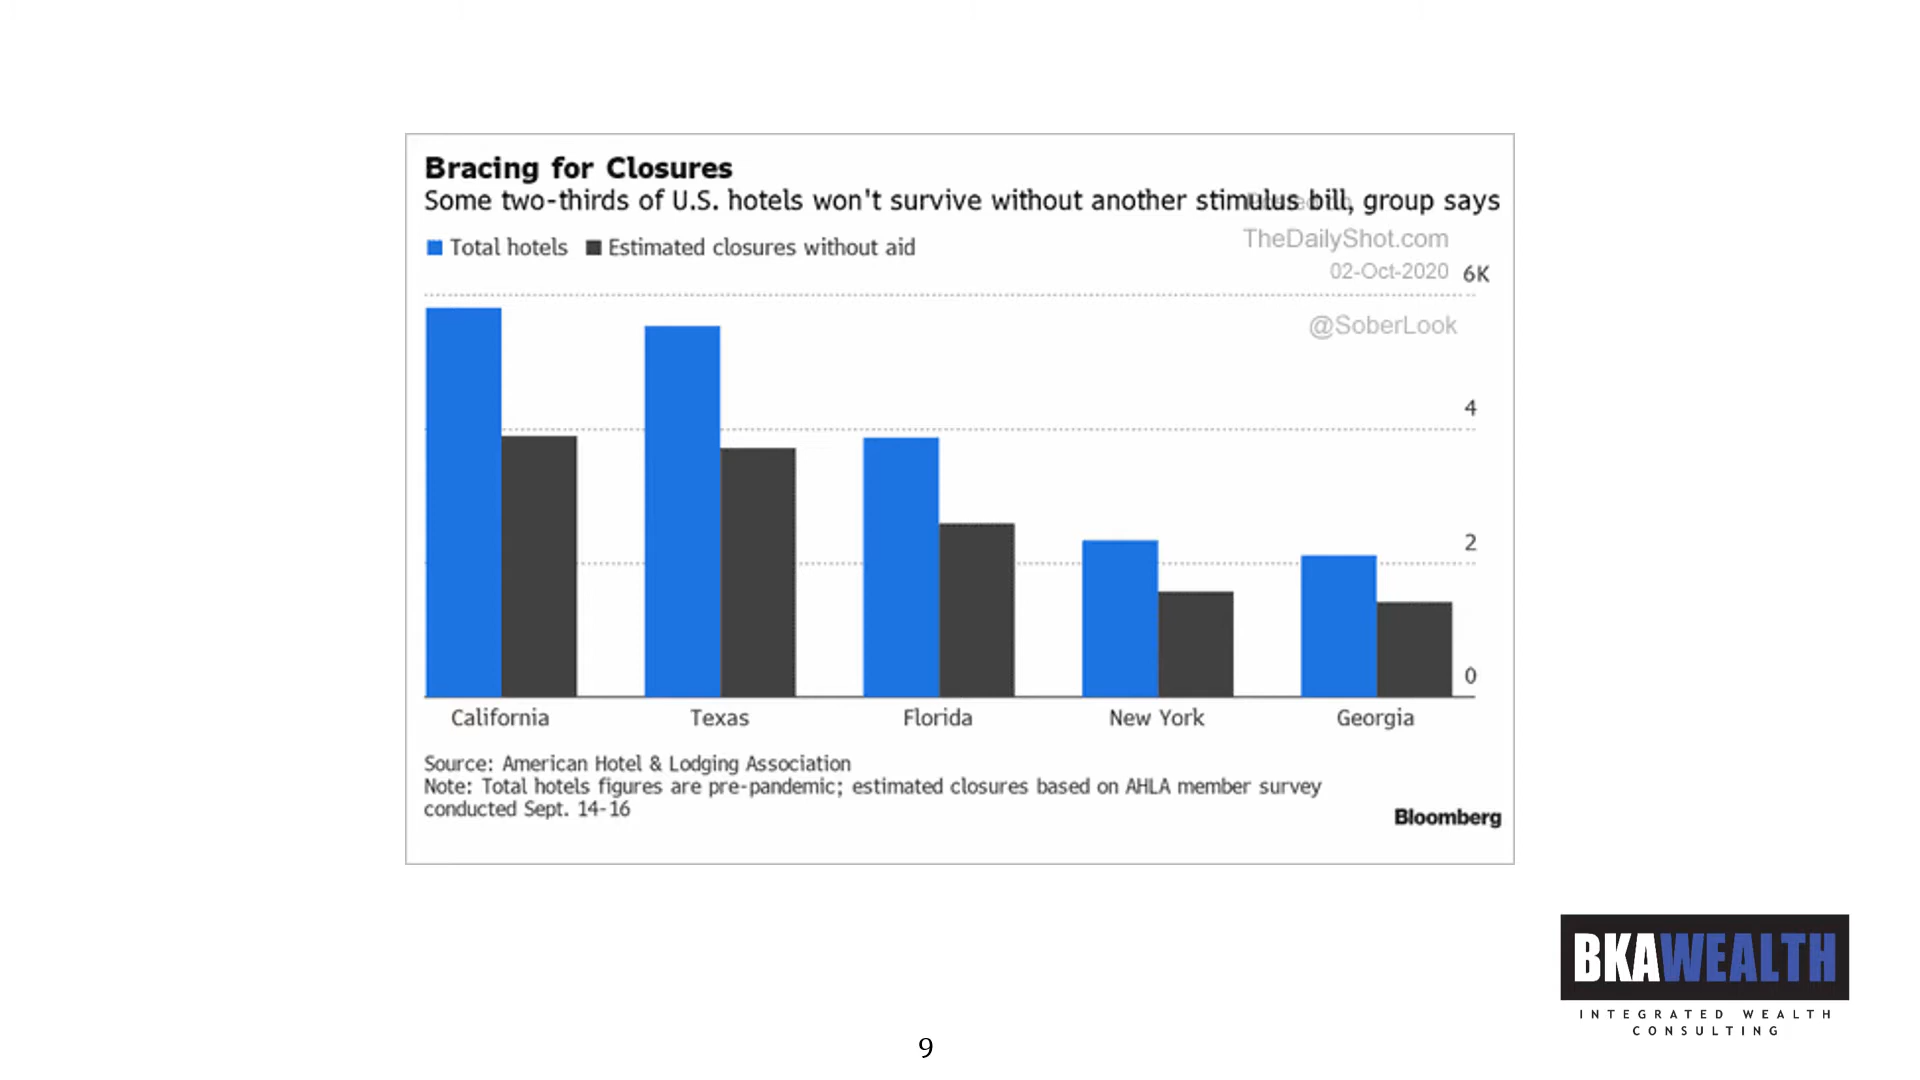 Bracing for Closures
Some two-thirds of U.S. hotels won't survive without another stimulus bill, group says
Total hotels Estimated closures without aid
TheDailyShot.com
02-Oct-2020
6K
@SoberLook
4
2
0
California Texas Florida New York Georgia
Source: American Hotel & Lodging Association
Note: Total hotels figures are pre-pandemic; estimated closures based on AHLA member survey
conducted Sept. 14-16
Bloomberg
BKAWEALTH
INTEGRATED WEALTH
CONSULTING
9